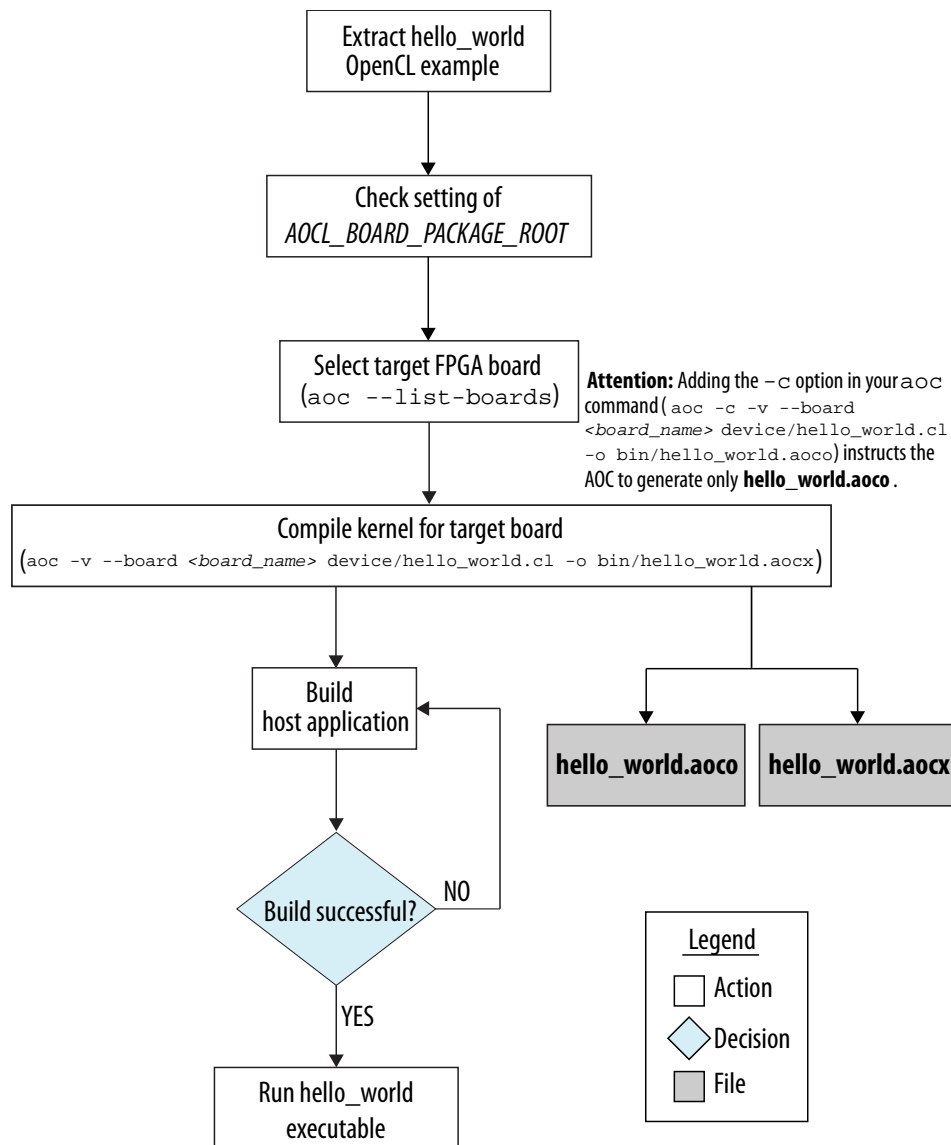 Extract hello_world
OpenCL example
Check setting of
AOCL_BOARD_PACKAGE_ROOT
Select target FPGA board
(aoc --list-boards)
Attention: Adding the -c option in your aoc
command ( aoc -c -v --board
<board_name> device/hello_world.cl
-o bin/hello_world.aoco) instructs the
AOC to generate only hello_world.aoco .
Compile kernel for target board
(aoc -v --board <board_name> device/hello_world.cl -o bin/hello_world.aocx)
Build
host application
hello_world.aoco
hello_world.aocx
Build successful?
NO
YES
Run hello_world
executable
Legend
Action
Decision
File